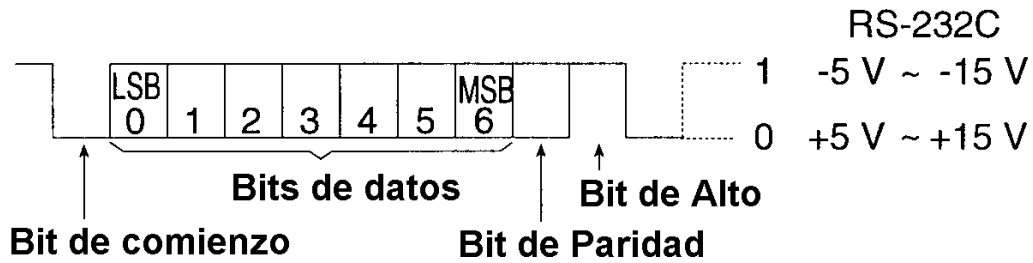 RS-232C
LSB MSB 1 -5 V ~ -15 V
0 1 2 3 4 5 6 0 +5 V ~ +15 V
Bits de datos
Bit de Alto
Bit de comienzo
Bit de Paridad